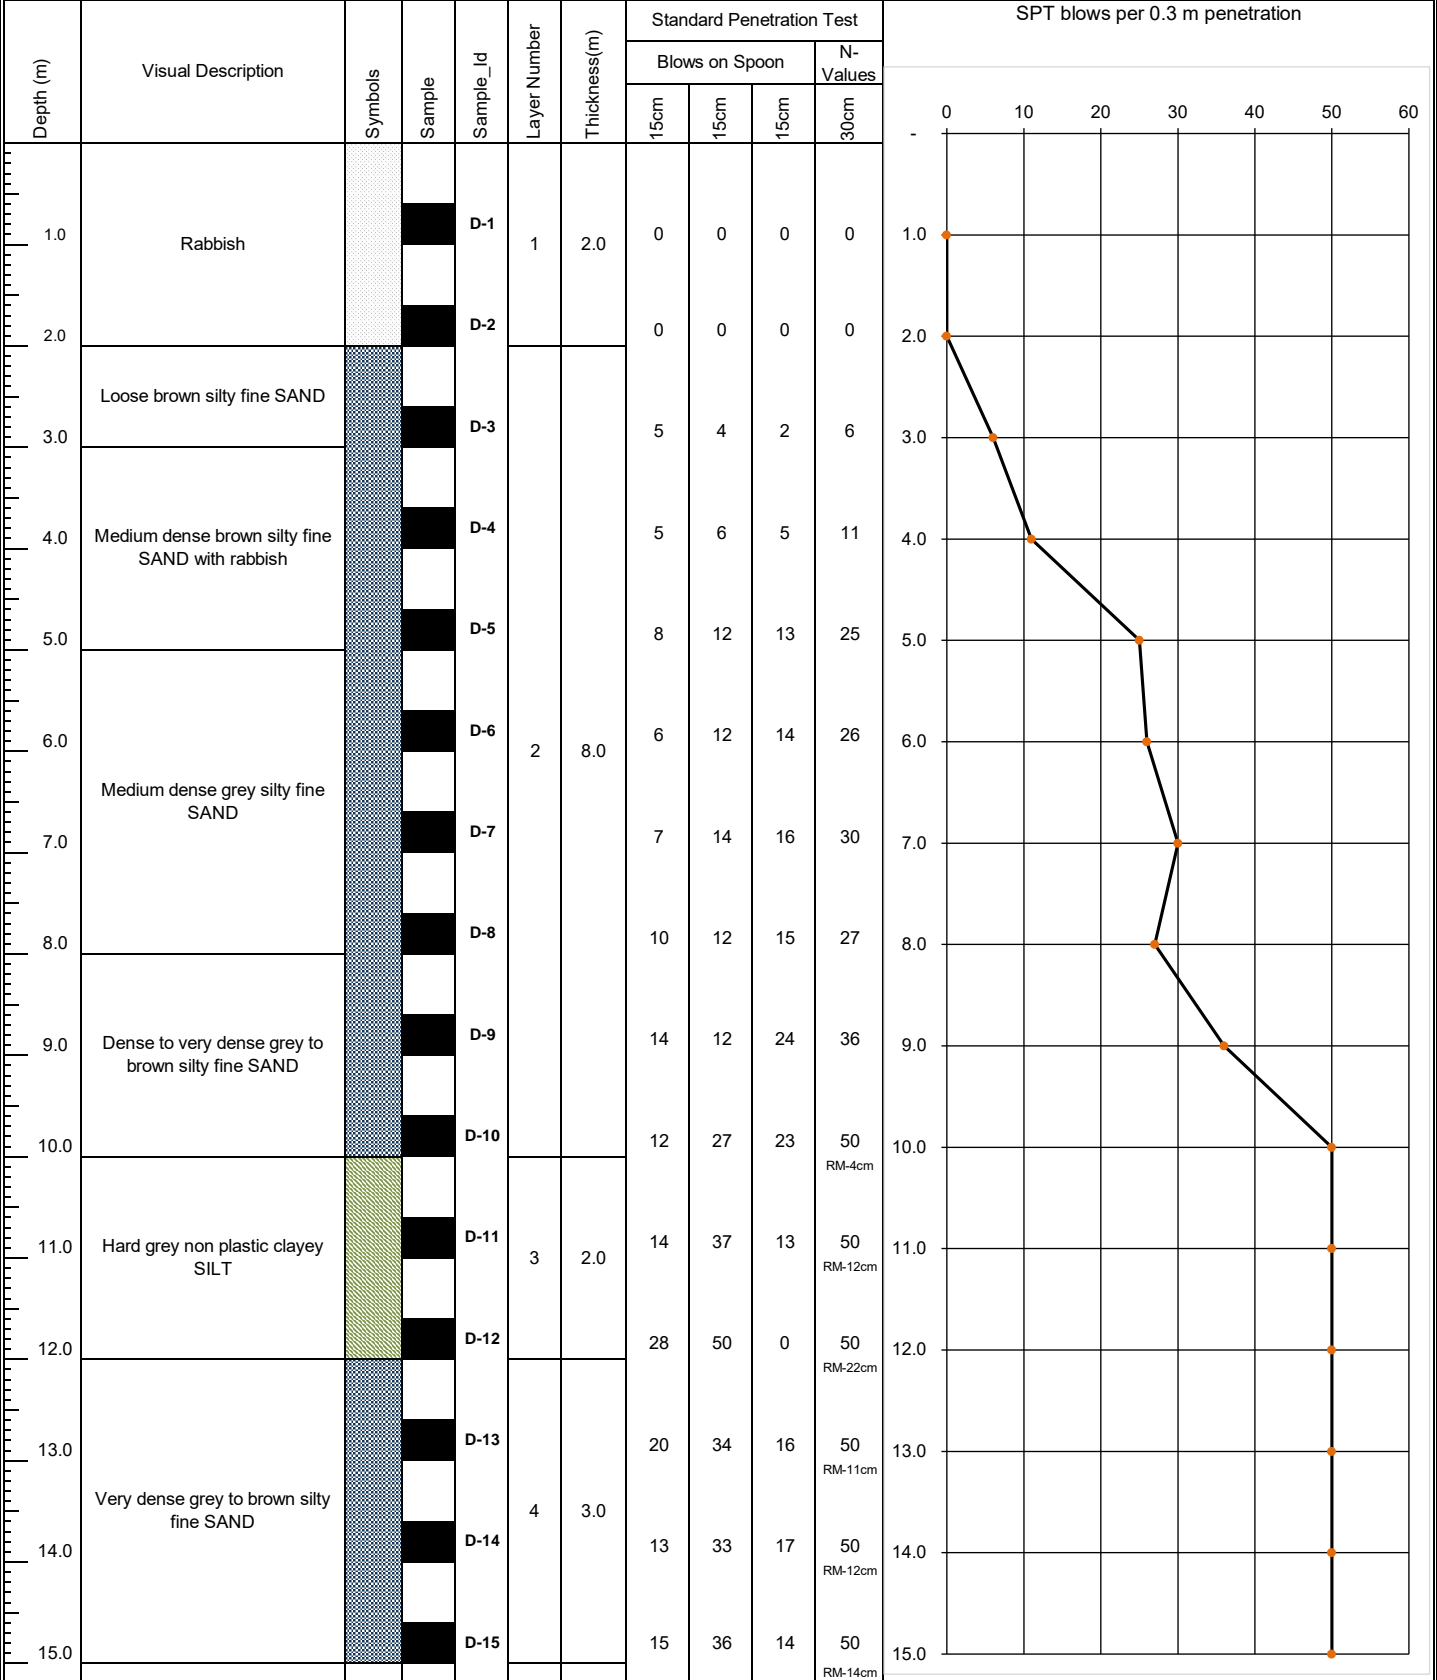 Depth (m)
Visual Description
Symbols
Sample
Sample_Id
Layer Number
Thickness(m)
Standard Penetration Test
Blows on Spoon
N-
Values
15cm
15cm
15cm
30cm
SPT blows per 0.3 m penetration
0 10 20 30 40 50 60
-
1.0 Rabbish D-1 1 2.0 0 0 0 0 1.0
2.0 D-2 0 0 0 0 2.0
Loose brown silty fine SAND
3.0 D-3 5 4 2 6 3.0
Medium dense brown silty fine
SAND with rabbish
4.0 D-4 5 6 5 11 4.0
5.0 D-5 8 12 13 25 5.0
6.0 D-6 2 8.0 6 12 14 26 6.0
Medium dense grey silty fine
SAND
7.0 D-7 7 14 16 30 7.0
8.0 D-8 10 12 15 27 8.0
Dense to very dense grey to
brown silty fine SAND
9.0 D-9 14 12 24 36 9.0
10.0 D-10 12 27 23 50 10.0
RM-4cm
Hard grey non plastic clayey
SILT
11.0 D-11 3 2.0 14 37 13 50 11.0
RM-12cm
12.0 D-12 28 50 0 50 12.0
RM-22cm
13.0 D-13 20 34 16 50 13.0
RM-11cm
Very dense grey to brown silty
fine SAND
4 3.0
14.0 D-14 13 33 17 50 14.0
RM-12cm
15.0 D-15 15 36 14 50 15.0
RM-14cm